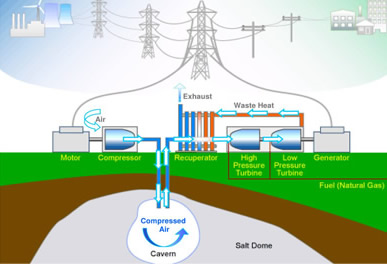 Exhaust
Waste Heat
Air
Motor
Compressor
Recuperator
High
Pressure
Turbine
Low
Pressure
Turbine
Generator
Fuel (Natural Gas)
Compressed
Air
Cavern
Salt Dome